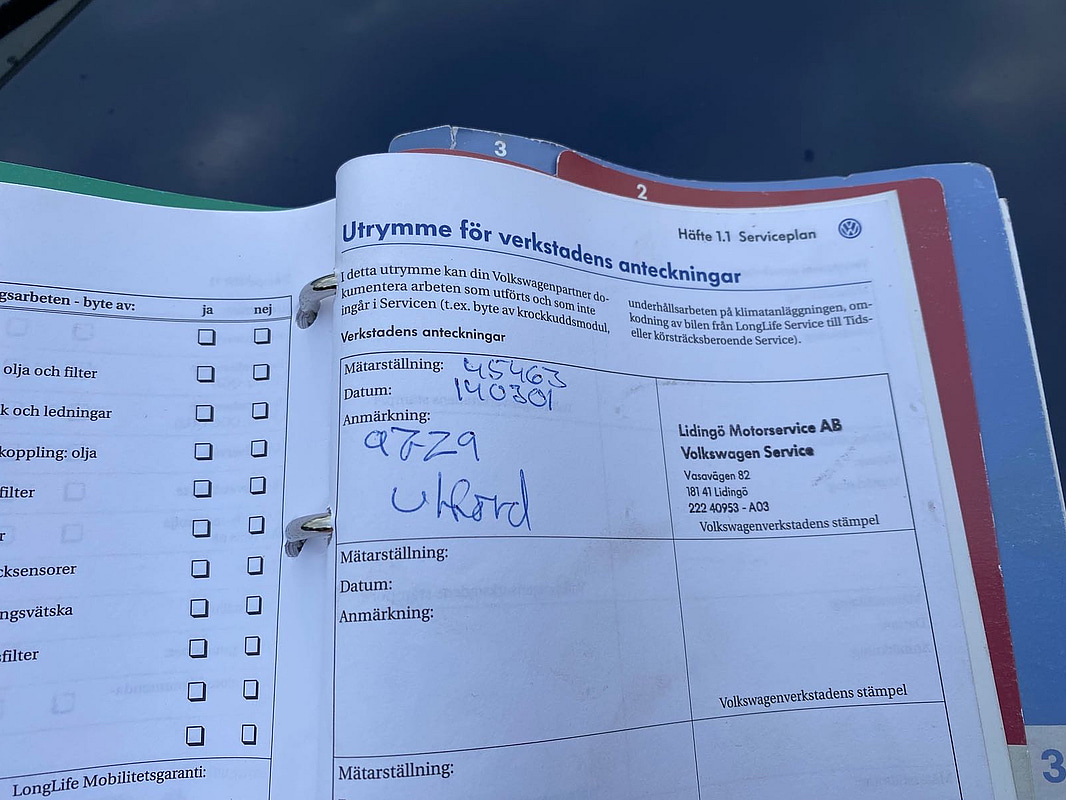 3
2
Häfte 1.1 Serviceplan
Utrymme för verkstadens anteckningar
I detta utrymme kan din Volkswagenpartner do-
kumentera arbeten som utförts och som inte
ingår i Servicen (t.ex. byte av krockkuddsmodul,
underhållsarbeten på klimatanläggningen, om-
kodning av bilen från LongLife Service till Tids-
eller körsträcksberoende Service).
Verkstadens anteckningar
Mätarställning: 45463
Datum: 140301
Anmärkning:
97Z9
Utförd
Lidingö Motorservice AB
Volkswagen Service
Vasavägen 82
181 41 Lidingö
222 40953 - A03
Volkswagenverkstadens stämpel
Mätarställning:
Datum:
Anmärkning:
Volkswagenverkstadens stämpel
Mätarställning:
gsarbeten - byte av: ja nej
olja och filter
k och ledningar
koppling: olja
filter
r
cksensorer
ngsvätska
sfilter
LongLife Mobilitetsgaranti:
3